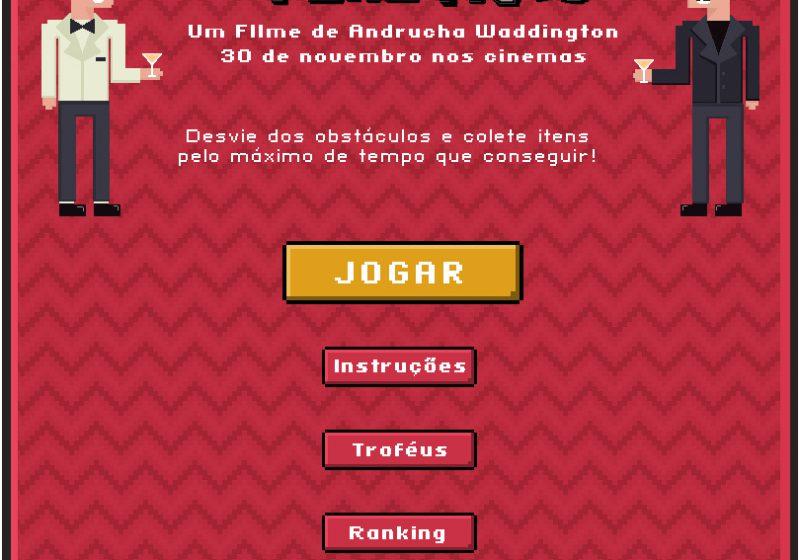 Um Filme de Andrucha Waddington
30 de novembro nos cinemas
Desvie dos obstáculos e colete itens
pelo máximo de tempo que conseguir!
JOGAR
Instruções
Troféus
Ranking